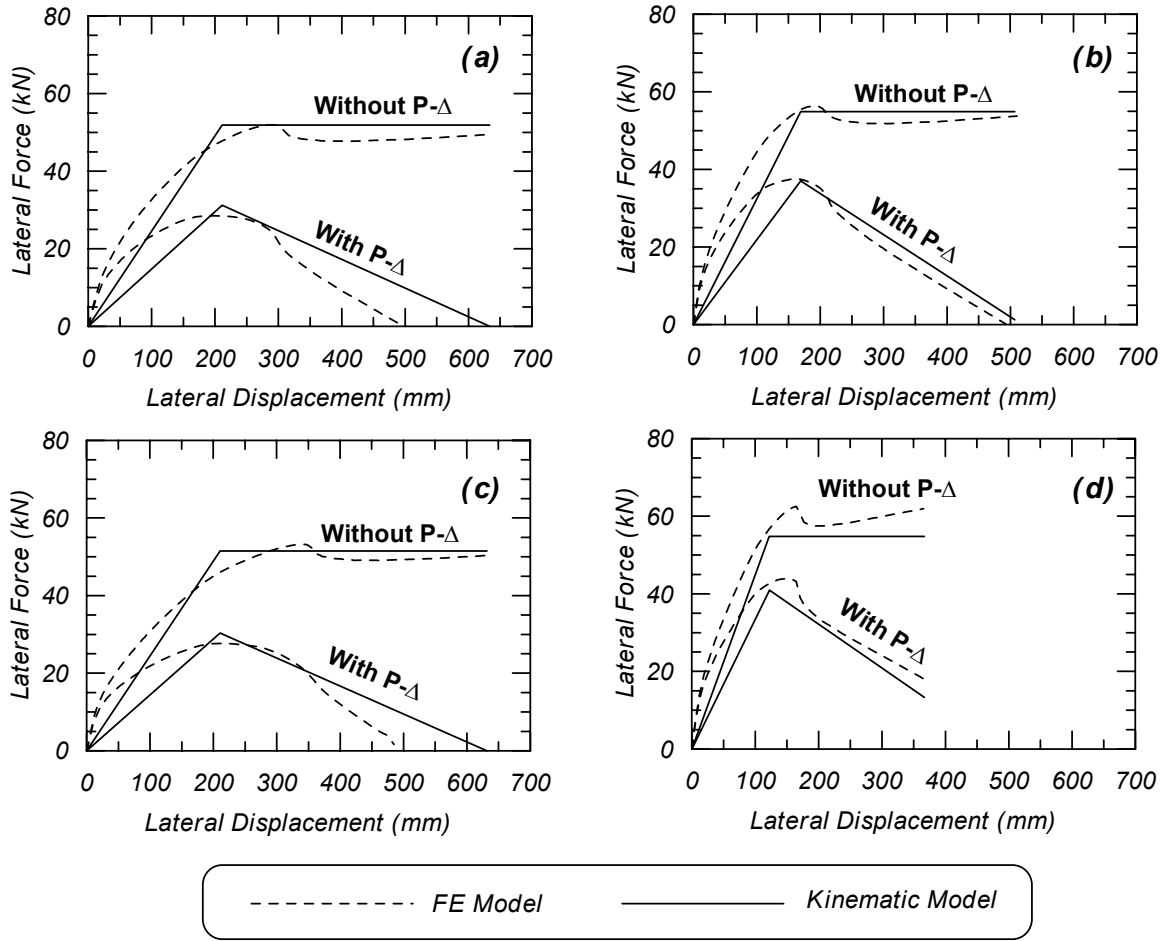 80
(a)
Lateral Force (kN)
60
Without P-Δ
40
With P-Δ
20
0
0 100 200 300 400 500 600 700
Lateral Displacement (mm)
80
(b)
Lateral Force (kN)
60
Without P-Δ
40
With P-Δ
20
0
0 100 200 300 400 500 600 700
Lateral Displacement (mm)
80
(c)
Lateral Force (kN)
60
Without P-Δ
40
With P-Δ
20
0
0 100 200 300 400 500 600 700
Lateral Displacement (mm)
80
(d)
Lateral Force (kN)
Without P-Δ
60
40
With P-Δ
20
0
0 100 200 300 400 500 600 700
Lateral Displacement (mm)
FE Model Kinematic Model